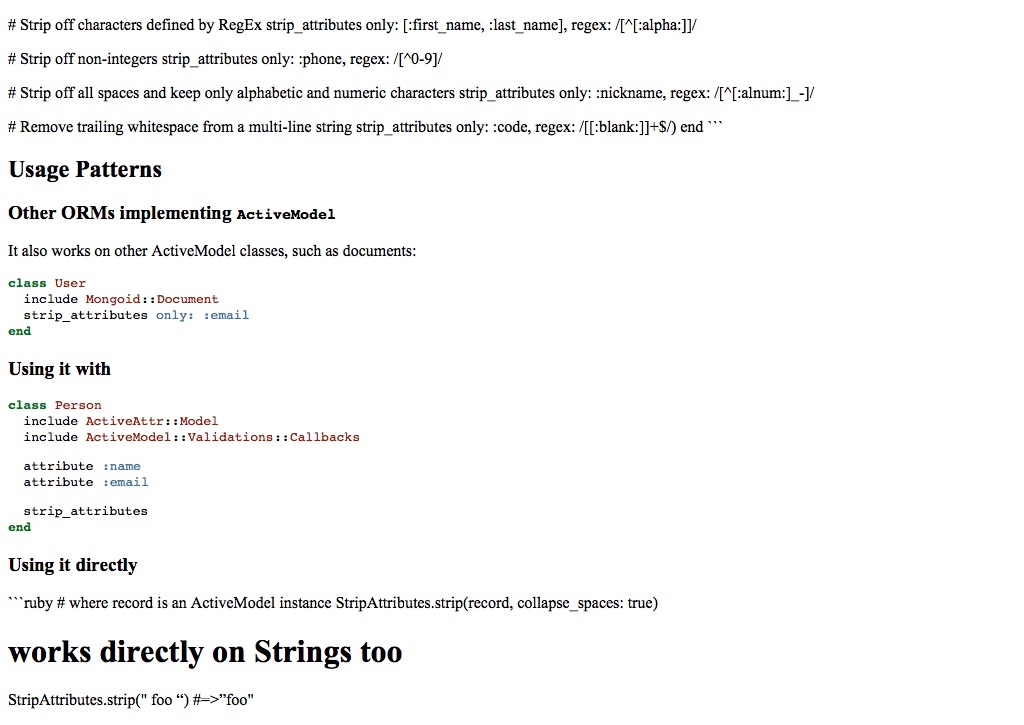 # Strip off characters defined by RegEx strip_attributes only: [:first_name, :last_name], regex: /[^[:alpha:]]/
# Strip off non-integers strip_attributes only: :phone, regex: /[^0-9]/
# Strip off all spaces and keep only alphabetic and numeric characters strip_attributes only: :nickname, regex: /[^[:alnum:]_-]/
# Remove trailing whitespace from a multi-line string strip_attributes only: :code, regex: /[[:blank:]]+$/) end ```
Usage Patterns
Other ORMs implementing ActiveModel
It also works on other ActiveModel classes, such as documents:
class User
  include Mongoid::Document
  strip_attributes only: :email
end
Using it with
class Person
  include ActiveAttr::Model
  include ActiveModel::Validations::Callbacks
  attribute :name
  attribute :email
  strip_attributes
end
Using it directly
```ruby # where record is an ActiveModel instance StripAttributes.strip(record, collapse_spaces: true)
works directly on Strings too
StripAttributes.strip(" foo “) #=>”foo"